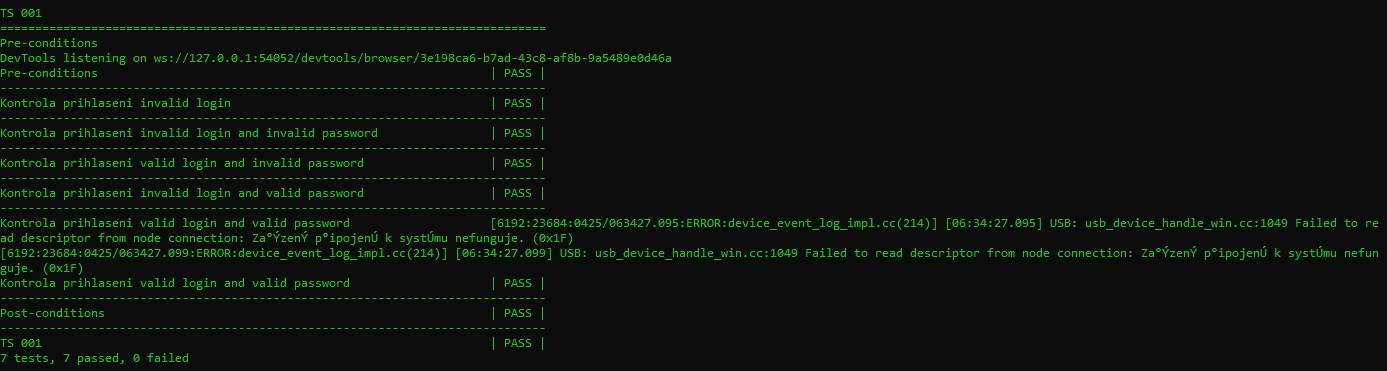 TS 001
==============================================================================
Pre-conditions
DevTools listening on ws://127.0.0.1:54052/devtools/browser/3e198ca6-b7ad-43c8-af8b-9a5489e0d46a
Pre-conditions                                                        | PASS |
------------------------------------------------------------------------------
Kontrola prihlaseni invalid login                                     | PASS |
------------------------------------------------------------------------------
Kontrola prihlaseni invalid login and invalid password                | PASS |
------------------------------------------------------------------------------
Kontrola prihlaseni valid login and invalid password                  | PASS |
------------------------------------------------------------------------------
Kontrola prihlaseni invalid login and valid password                  | PASS |
------------------------------------------------------------------------------
Kontrola prihlaseni valid login and valid password                    [6192:23684:0425/063427.095:ERROR:device_event_log_impl.cc(214)] [06:34:27.095] USB: usb_device_handle_win.cc:1049 Failed to re
ad descriptor from node connection: Za°ÝzenÝ p°ipojenÚ k systÚmu nefunguje. (0x1F)
[6192:23684:0425/063427.099:ERROR:device_event_log_impl.cc(214)] [06:34:27.099] USB: usb_device_handle_win.cc:1049 Failed to read descriptor from node connection: Za°ÝzenÝ p°ipojenÚ k systÚmu nefun
guje. (0x1F)
Kontrola prihlaseni valid login and valid password                    | PASS |
------------------------------------------------------------------------------
Post-conditions                                                       | PASS |
------------------------------------------------------------------------------
TS 001                                                                | PASS |
7 tests, 7 passed, 0 failed